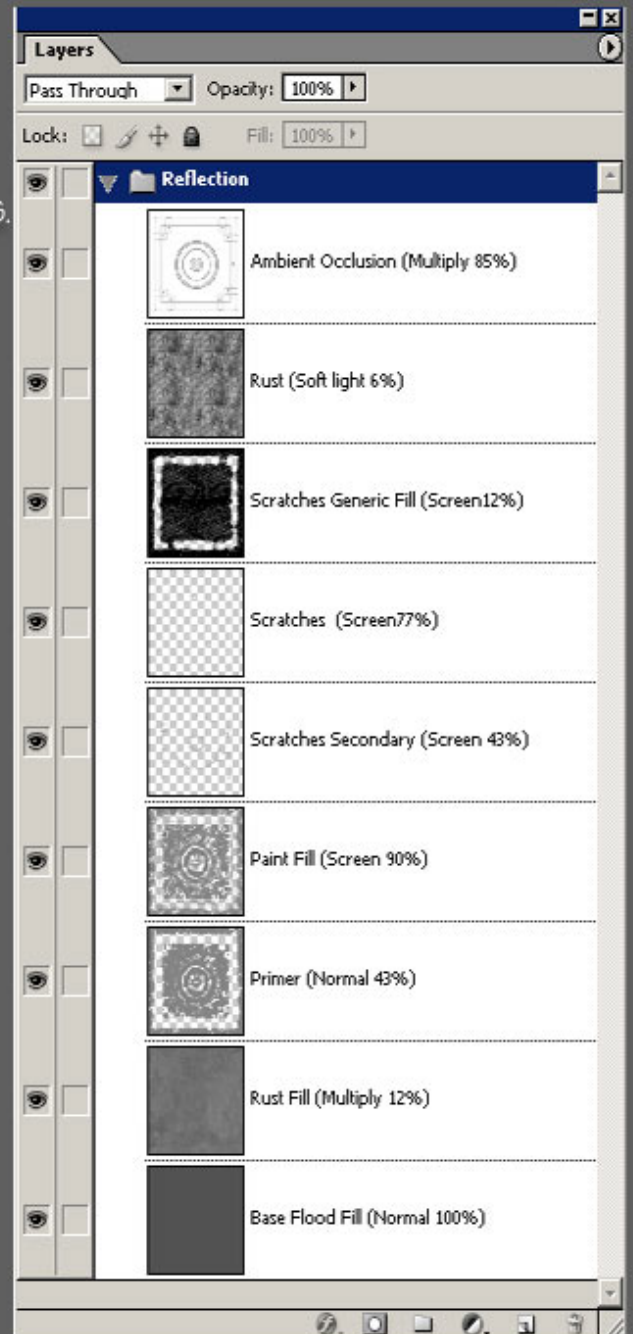 Layers
Pass Through Opacity: 100%
Lock: Fill: 100%
Reflection
Ambient Occlusion (Multiply 85%)
Rust (Soft light 6%)
Scratches Generic Fill (Screen12%)
Scratches (Screen77%)
Scratches Secondary (Screen 43%)
Paint Fill (Screen 90%)
Primer (Normal 43%)
Rust Fill (Multiply 12%)
Base Flood Fill (Normal 100%)